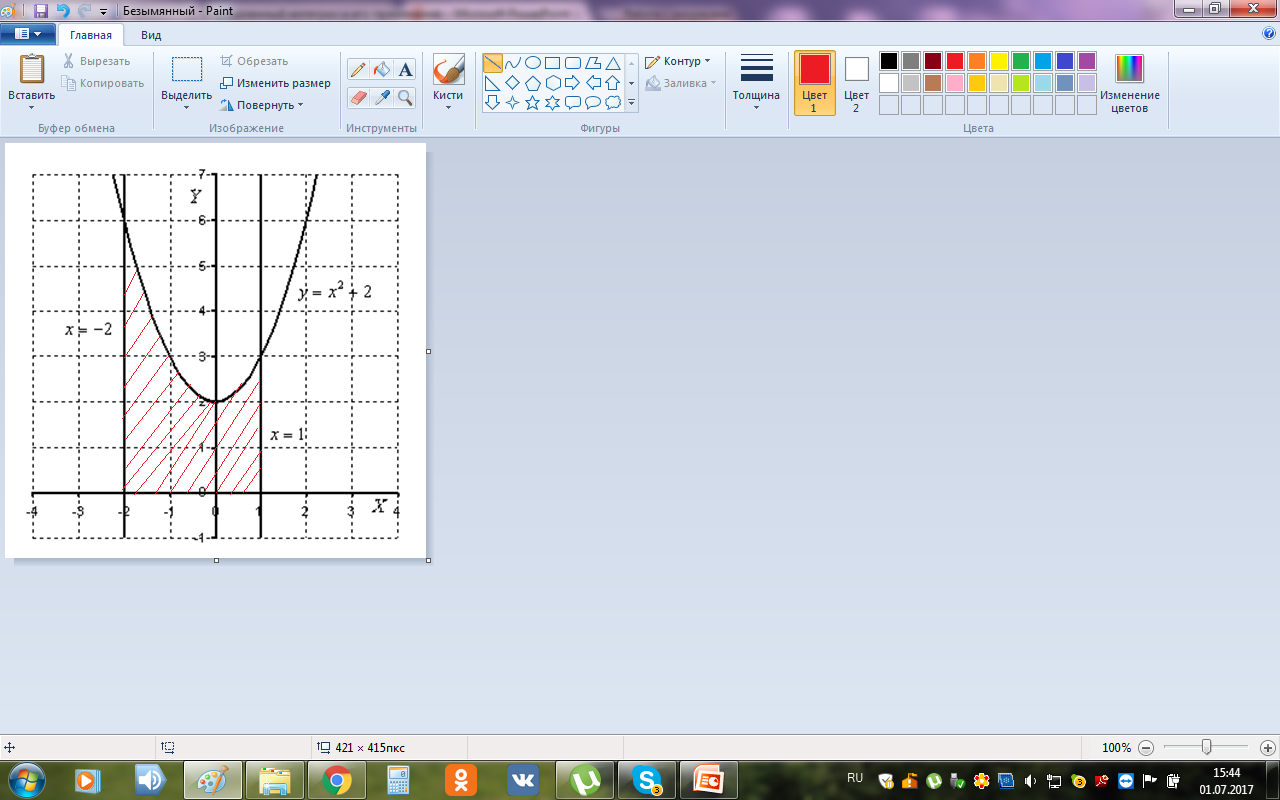 Безымянный - Paint
Главная
Вид
Вставить
Вырезать
Копировать
Буфер обмена
Выделить
Обрезать
Изменить размер
Повернуть
Изображение
A
Инструменты
Кисти
Контур
Заливка
Фигуры
Толщина
Цвет 1
Цвет 2
Изменение цветов
Цвета
Y
7
6
5
4
3
2
1
0
-1
y = x² + 2
x = -2
x = 1
-4 -3 -2 -1 0 1 2 3 X 4
421 × 415пкс
100%
RU
15:44
01.07.2017